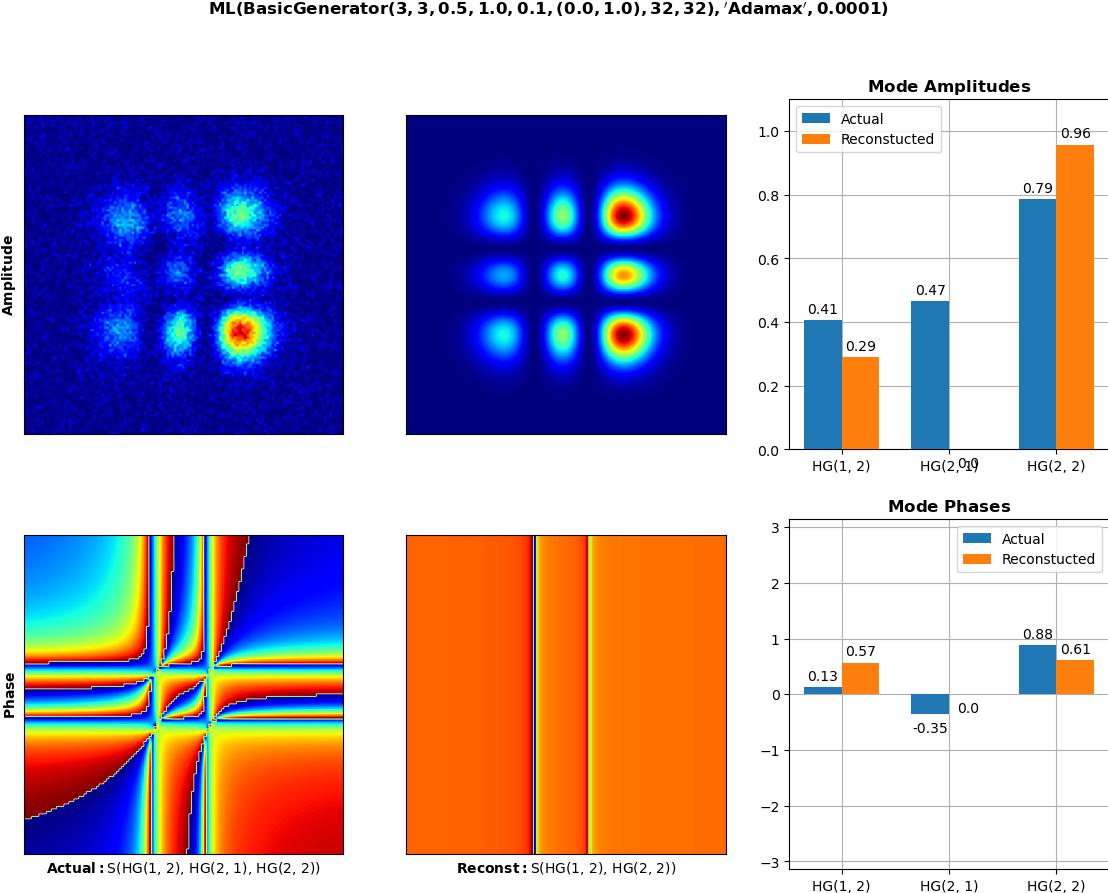 ML(BasicGenerator(3, 3, 0.5, 1.0, 0.1, (0.0, 1.0), 32, 32), ′Adamax′, 0.0001)
Amplitude
Mode Amplitudes
Actual
Reconstucted
1.0
0.8
0.6
0.4
0.2
0.0
0.41
0.29
0.47
0.0
0.79
0.96
HG(1, 2)
HG(2, 1)
HG(2, 2)
Phase
Actual: S(HG(1, 2), HG(2, 1), HG(2, 2))
Reconst: S(HG(1, 2), HG(2, 2))
Mode Phases
Actual
Reconstucted
3
2
1
0
−1
−2
−3
0.13
0.57
-0.35
0.0
0.88
0.61
HG(1, 2)
HG(2, 1)
HG(2, 2)